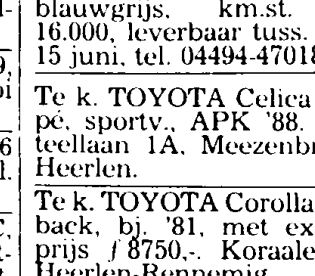 blauwgrijs, km.st.
16.000, leverbaar tuss.
15 juni, tel. 04494-47018
Te k. TOYOTA Celica
pé, sportv., APK '88.
teellaan 1A, Meezenb
Heerlen.
Te k. TOYOTA Corolla
back, bj. '81, met ex
prijs ƒ 8750,-. Koraale
Heerlen-Rennemig